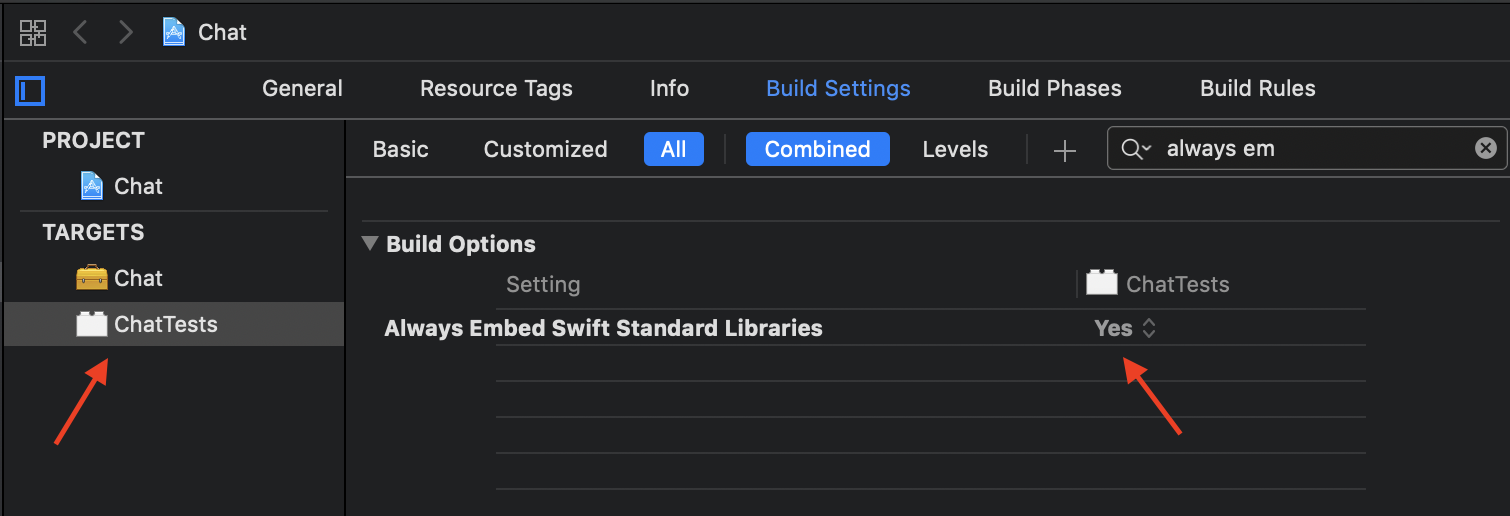 Chat
General Resource Tags Info Build Settings Build Phases Build Rules
PROJECT
Basic Customized All Combined Levels always em
Chat
TARGETS
Build Options
Chat
Setting ChatTests
ChatTests
Always Embed Swift Standard Libraries Yes